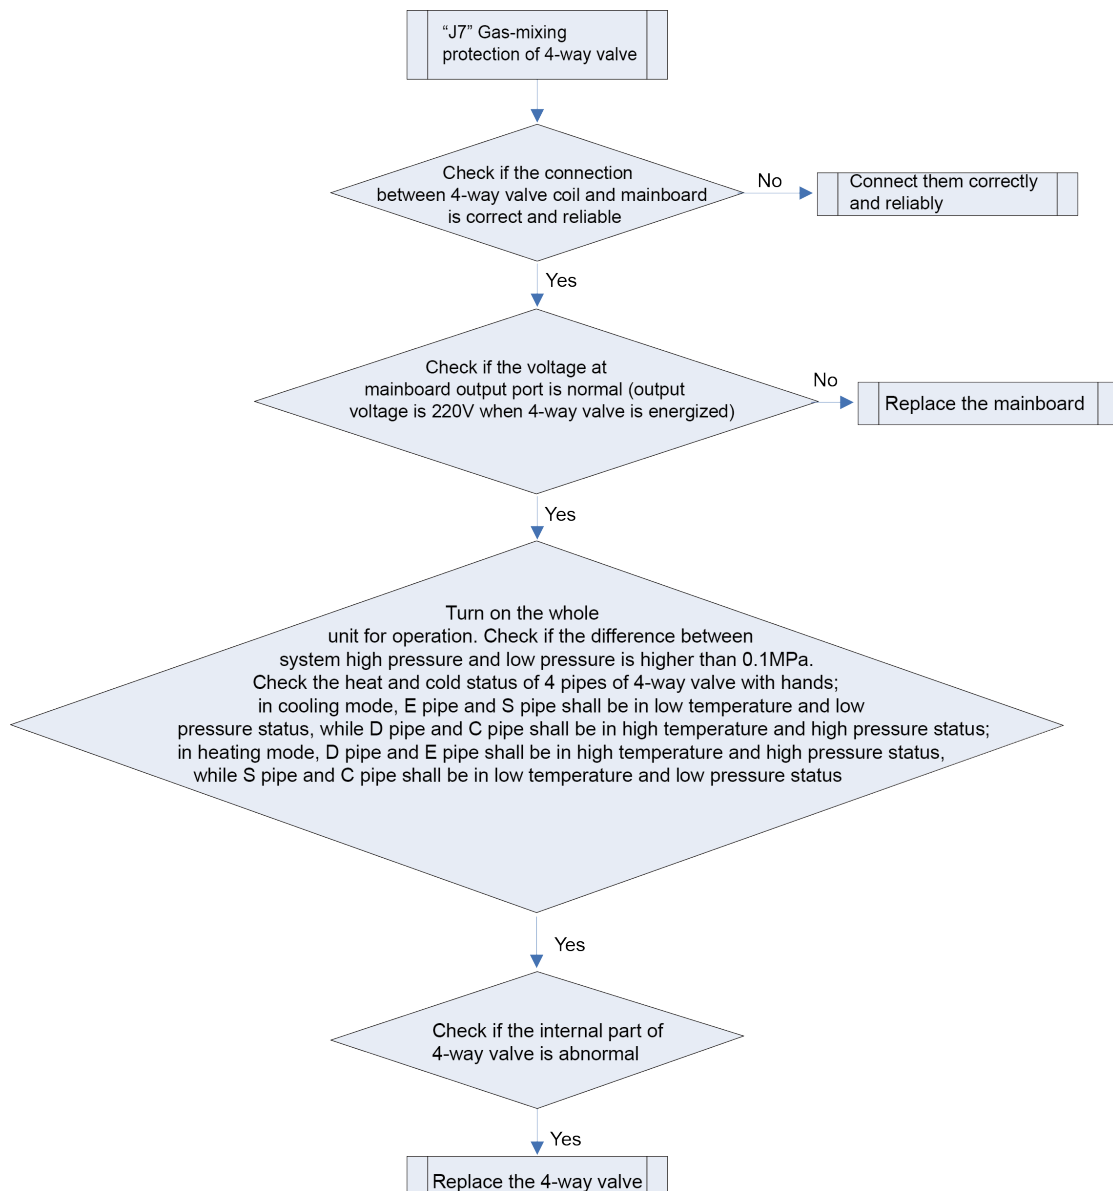 “J7” Gas-mixing
protection of 4-way valve
Check if the connection
between 4-way valve coil and mainboard
is correct and reliable
No
Connect them correctly
and reliably
Yes
Check if the voltage at
mainboard output port is normal (output
voltage is 220V when 4-way valve is energized)
No
Replace the mainboard
Yes
Turn on the whole
unit for operation. Check if the difference between
system high pressure and low pressure is higher than 0.1MPa.
Check the heat and cold status of 4 pipes of 4-way valve with hands;
in cooling mode, E pipe and S pipe shall be in low temperature and low
pressure status, while D pipe and C pipe shall be in high temperature and high pressure status;
in heating mode, D pipe and E pipe shall be in high temperature and high pressure status,
while S pipe and C pipe shall be in low temperature and low pressure status
Yes
Check if the internal part of
4-way valve is abnormal
Yes
Replace the 4-way valve